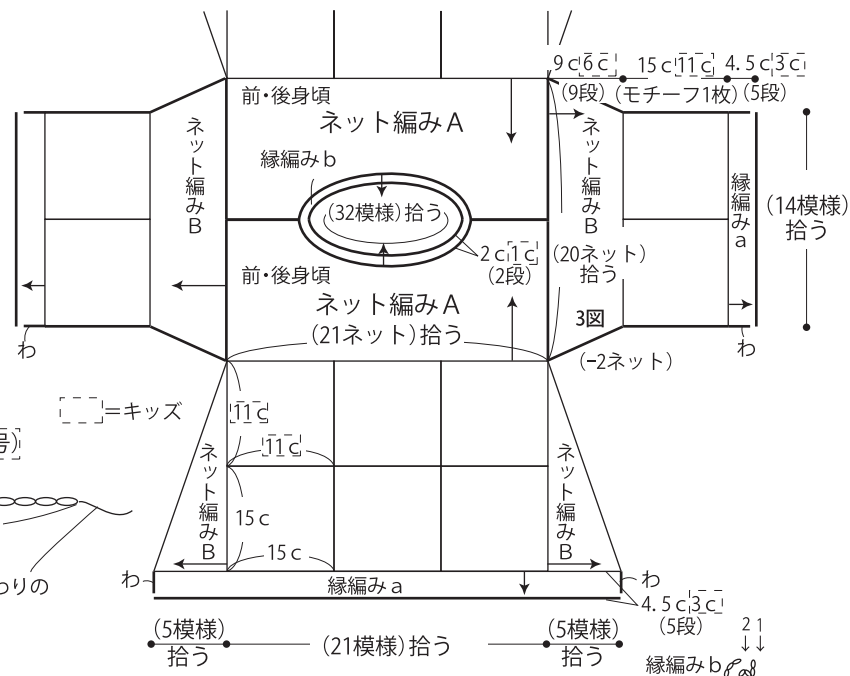 9c 6c 15c 11c 4.5c 3c
(9段) (モチーフ1枚) (5段)
前・後身頃
ネット編みA
縁編みb
(32模様)拾う
2c 1c
(2段)
前・後身頃
ネット編みA
(21ネット)拾う
ネット編みB
ネット編みB
(20ネット)
拾う
3図
(−2ネット)
縁編みa
(14模様)
拾う
わ
わ
=キッズ
号)
11c
11c
15c
15c
ネット編みB
ネット編みB
わりの
わ
縁編みa
わ
4.5c 3c
(5段)
(5模様)
拾う
(21模様)拾う
(5模様)
拾う
2 1
縁編みb